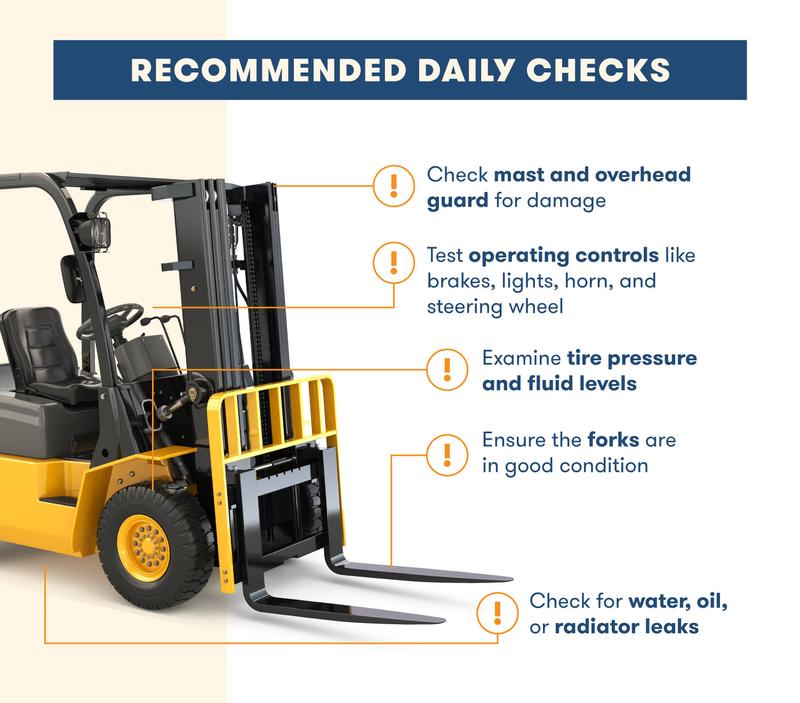 RECOMMENDED DAILY CHECKS
Check mast and overhead
guard for damage
Test operating controls like
brakes, lights, horn, and
steering wheel
Examine tire pressure
and fluid levels
Ensure the forks are
in good condition
Check for water, oil,
or radiator leaks